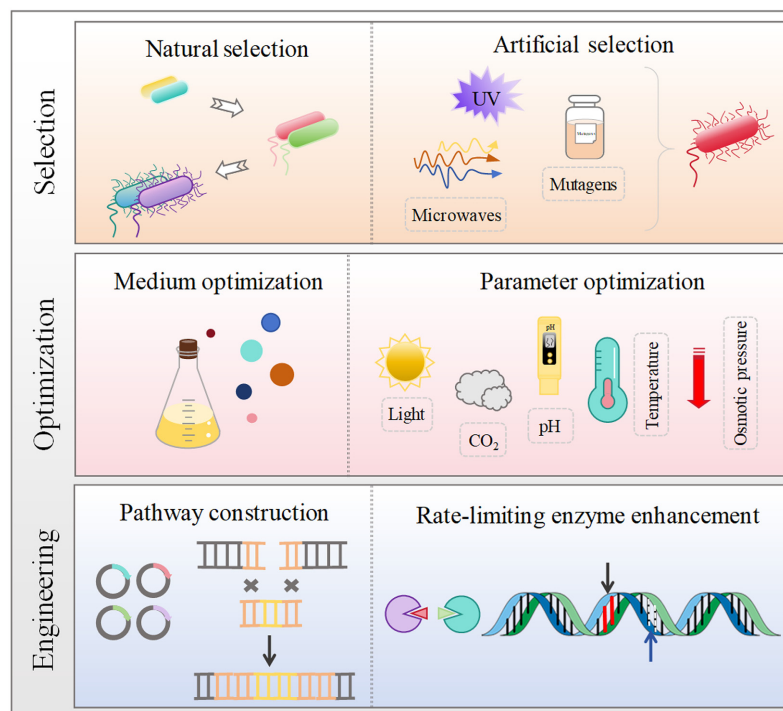 Selection
Natural selection
Artificial selection
UV
Mutagens
Microwaves
Mutagens
Optimization
Medium optimization
Parameter optimization
Light
CO₂
pH
pH
Temperature
Osmotic pressure
Engineering
Pathway construction
Rate-limiting enzyme enhancement